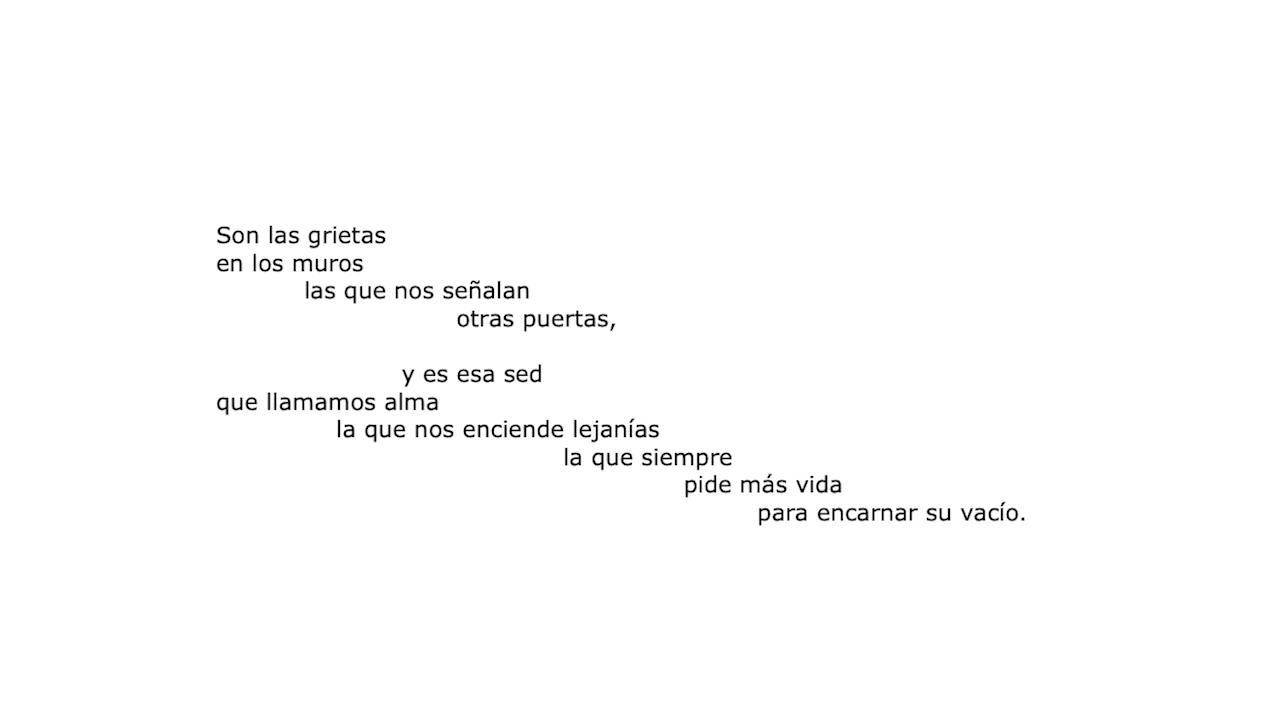 Son las grietas
en los muros
las que nos señalan
otras puertas,
y es esa sed
que llamamos alma
la que nos enciende lejanías
la que siempre
pide más vida
para encarnar su vacío.